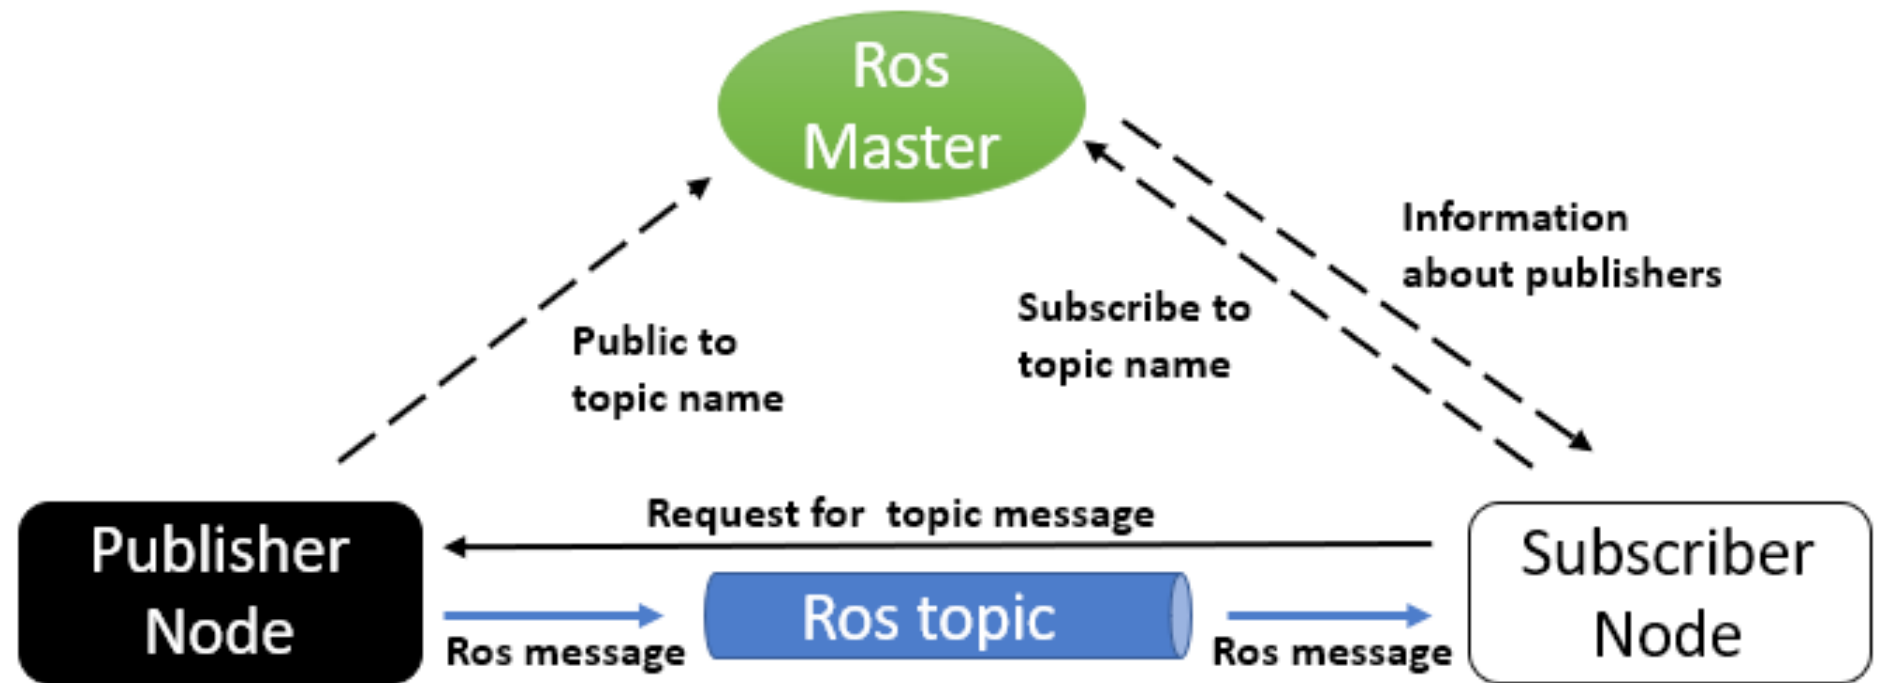 Ros
Master
Information
about publishers
Subscribe to
topic name
Public to
topic name
Request for  topic message
Publisher
Node
Ros message
Ros topic
Ros message
Subscriber
Node